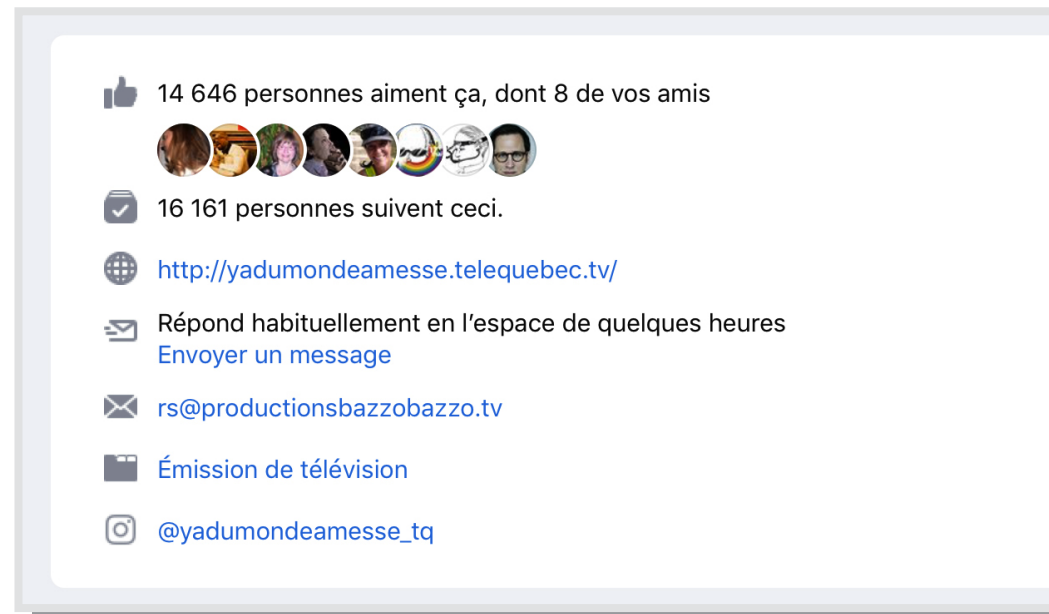 14 646 personnes aiment ça, dont 8 de vos amis
16 161 personnes suivent ceci.
http://yadumondeamesse.telequebec.tv/
Répond habituellement en l’espace de quelques heures
Envoyer un message
rs@productionsbazzobazzo.tv
Émission de télévision
@yadumondeamesse_tq